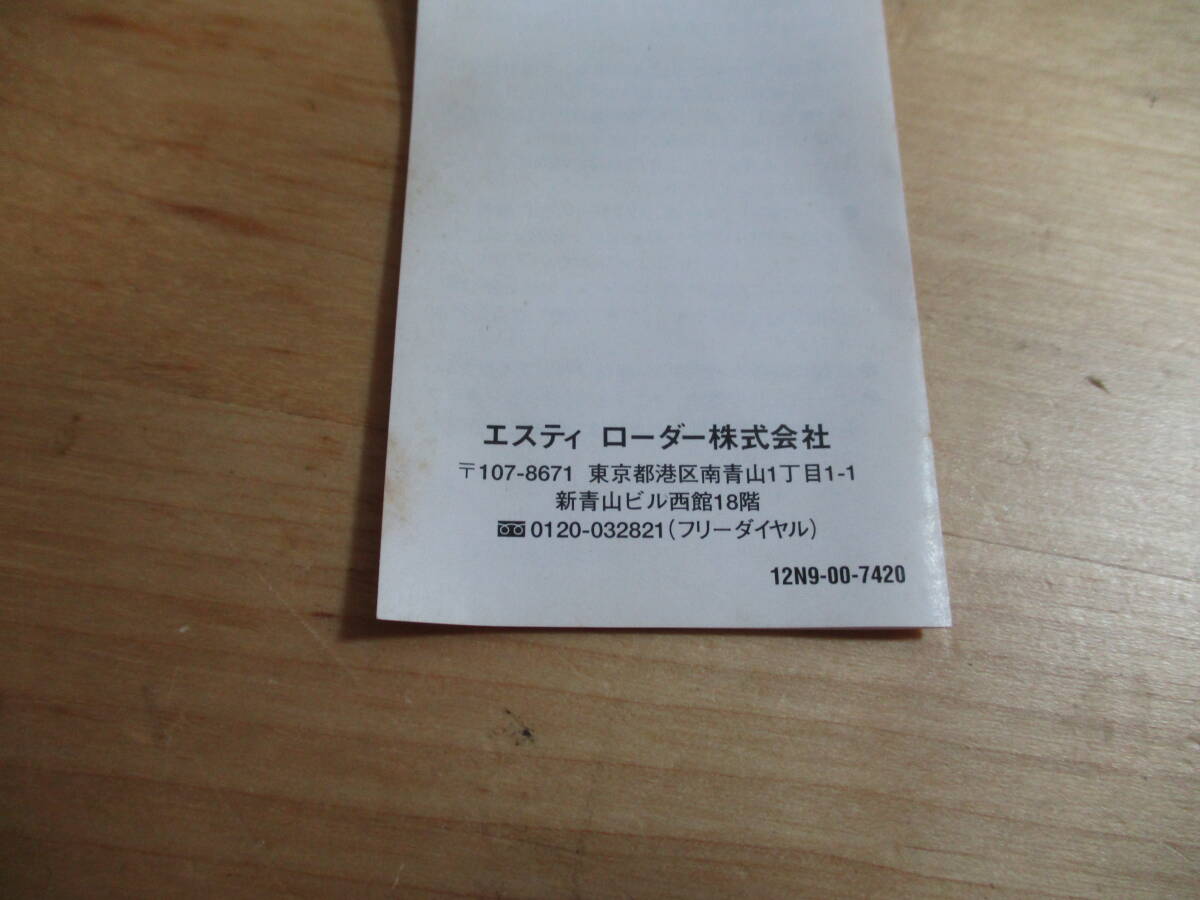 エスティ ローダー株式会社
〒107-8671 東京都港区南青山1丁目1-1
新青山ビル西館18階
0120-032821(フリーダイヤル)
12N9-00-7420